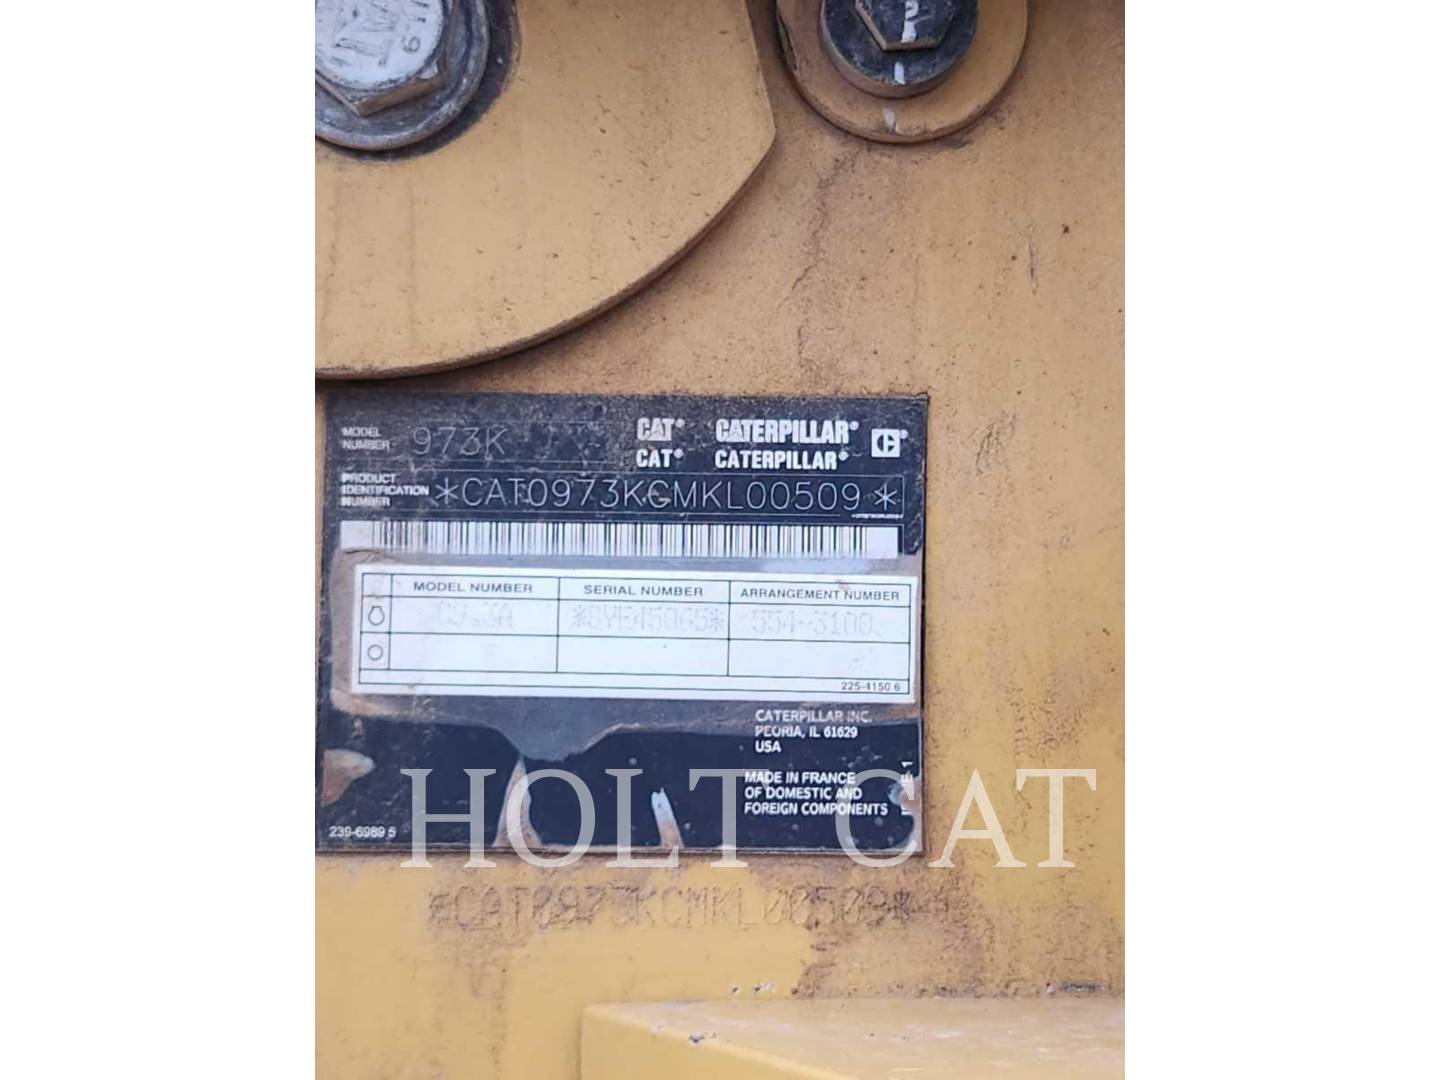 MODEL NUMBER 973K
CAT® CATERPILLAR®
CAT® CATERPILLAR®
PRODUCT IDENTIFICATION NUMBER *CAT0973KCMKL00509*
MODEL NUMBER SERIAL NUMBER ARRANGEMENT NUMBER
C9.3A 554-3100
225-4150 6
CATERPILLAR INC.
PEORIA, IL 61629
USA
MADE IN FRANCE
OF DOMESTIC AND
FOREIGN COMPONENTS
239-6989 5
HOLT CAT
*CAT0973KCMKL00509*